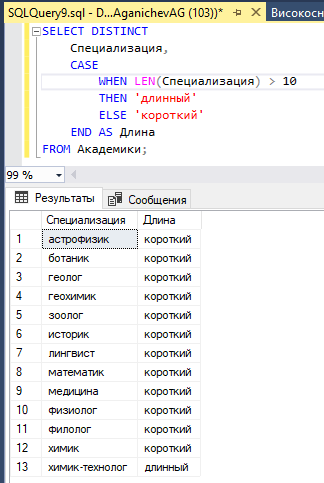 SQLQuery9.sql - D...AganichevAG (103))*
Високосн
SELECT DISTINCT
Специализация,
CASE
WHEN LEN(Специализация) > 10
THEN 'длинный'
ELSE 'короткий'
END AS Длина
FROM Академики;
99 %
Результаты
Сообщения
Специализация Длина
1 астрофизик короткий
2 ботаник короткий
3 геолог короткий
4 геохимик короткий
5 зоолог короткий
6 историк короткий
7 лингвист короткий
8 математик короткий
9 медицина короткий
10 физиолог короткий
11 филолог короткий
12 химик короткий
13 химик-технолог длинный